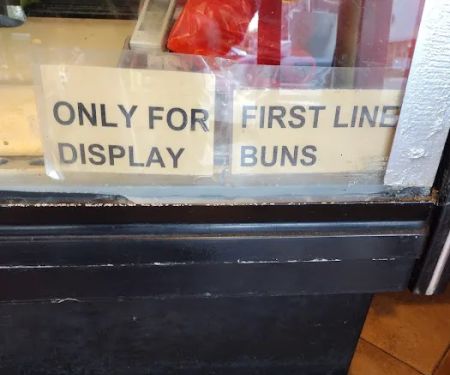 ONLY FOR
DISPLAY
FIRST LINE
BUNS